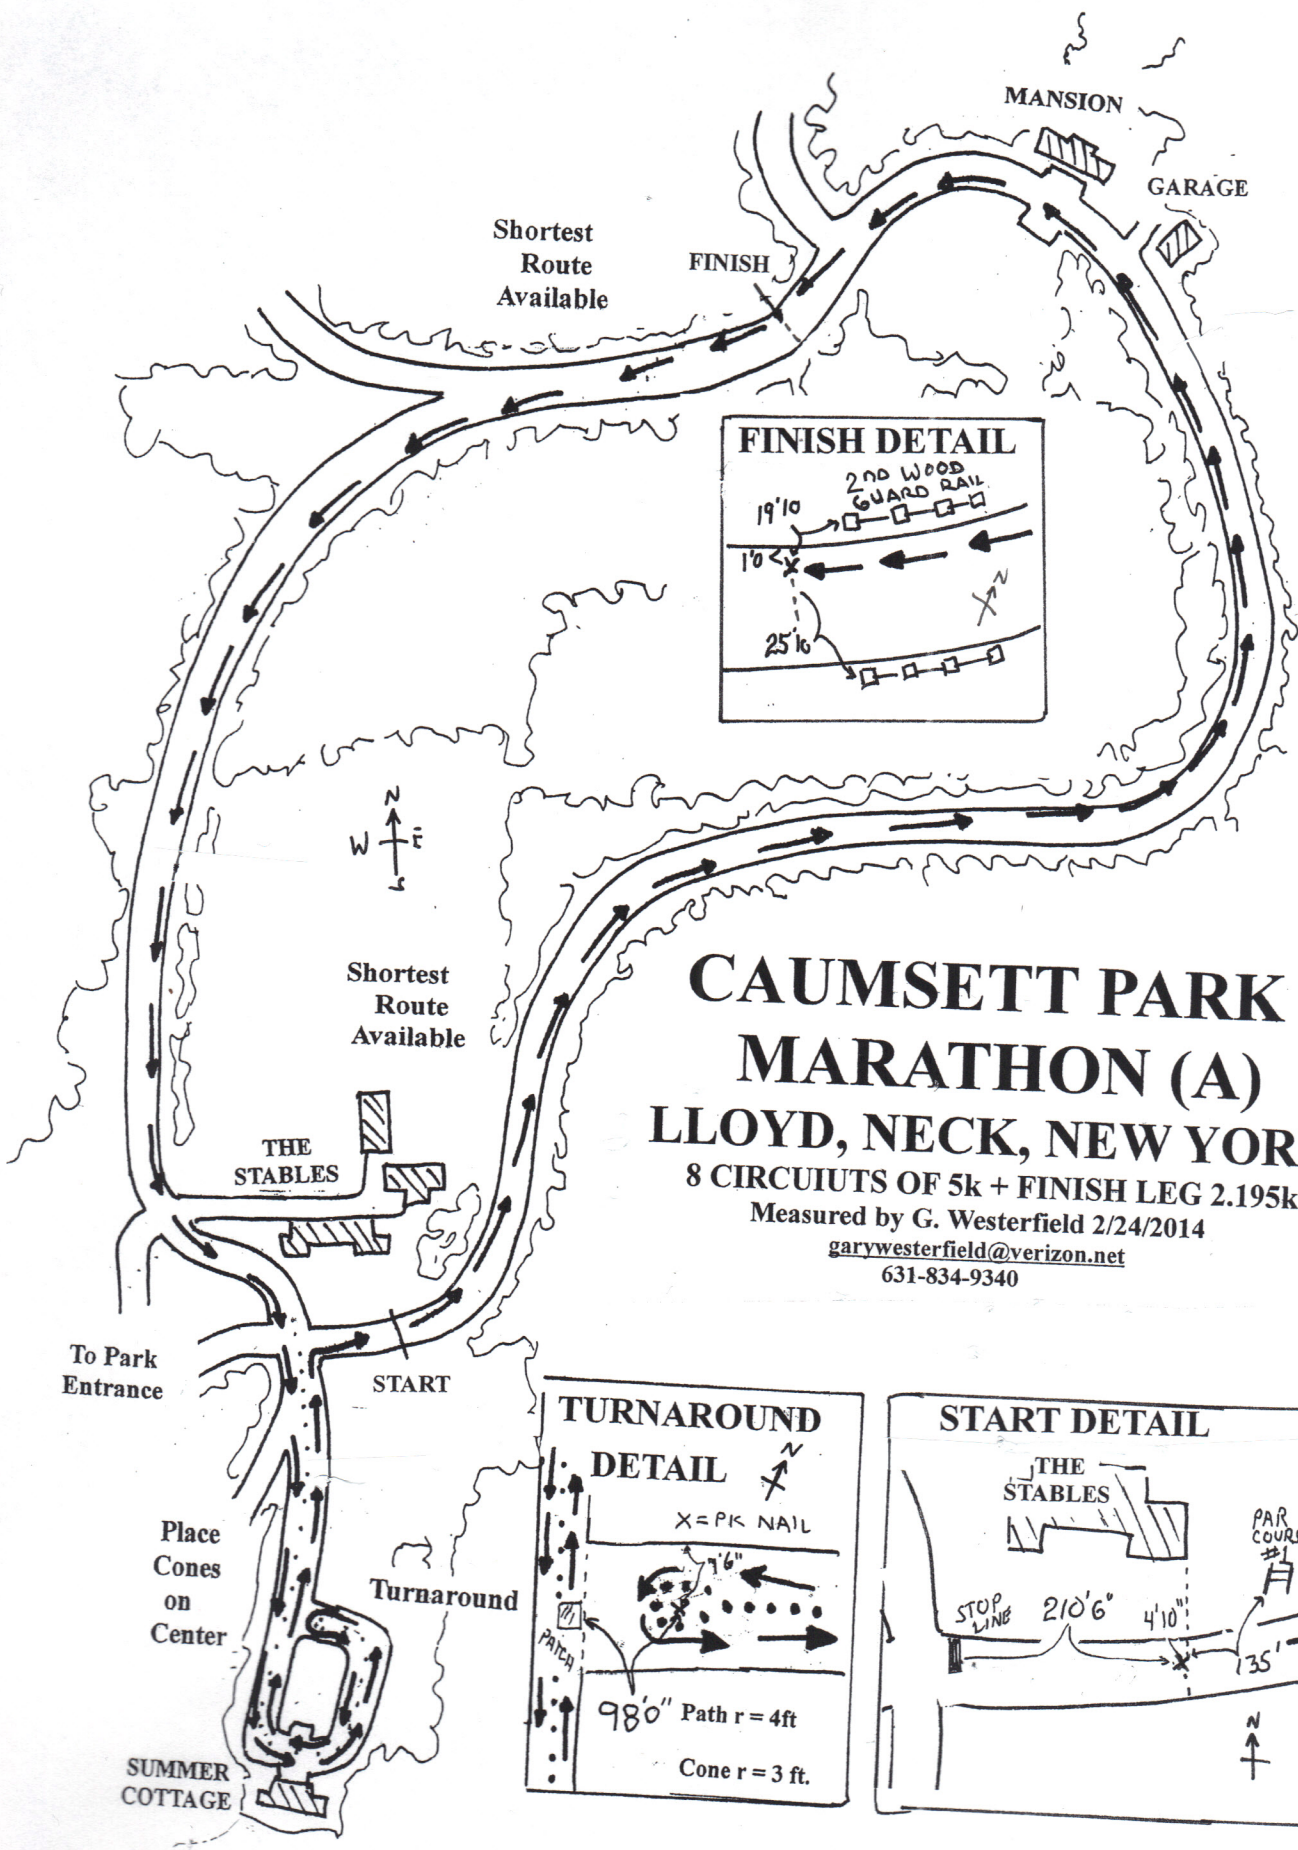 MANSION
GARAGE
Shortest
Route
Available
FINISH
FINISH DETAIL
2ND WOOD
GUARD RAIL
19'10
1'0
N
25'10
N
W
E
S
Shortest
Route
Available
CAUMSETT PARK
MARATHON (A)
LLOYD, NECK, NEW YOR
8 CIRCUIUTS OF 5k + FINISH LEG 2.195k
Measured by G. Westerfield 2/24/2014
garywesterfield@verizon.net
631-834-9340
THE
STABLES
To Park
Entrance
START
Place
Cones
on
Center
Turnaround
SUMMER
COTTAGE
TURNAROUND
DETAIL
N
X = PK NAIL
PATCH
98'0"
Path r = 4ft
Cone r = 3 ft.
START DETAIL
THE
STABLES
PAR
COURS
#1
STOP
LINE
210'6"
4'10"
135'
N